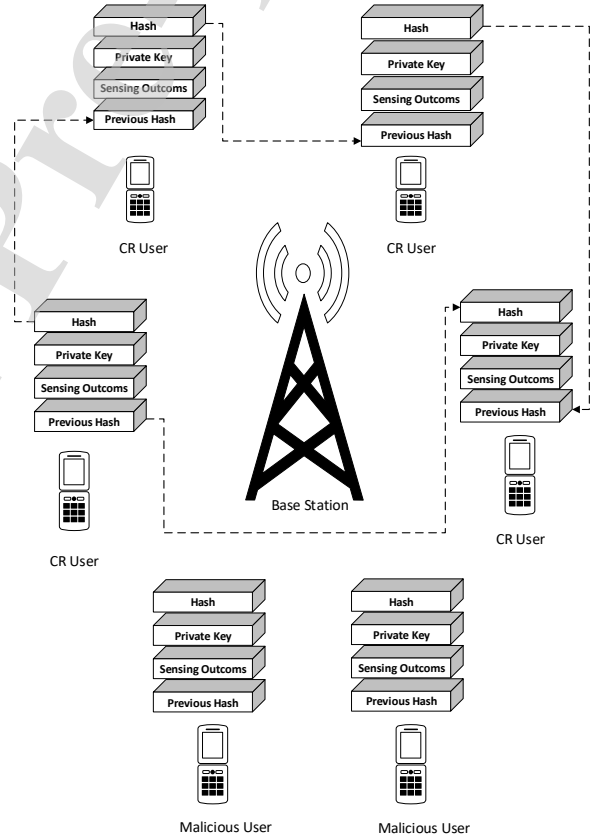 Hash
Private Key
Sensing Outcoms
Previous Hash
CR User
Hash
Private Key
Sensing Outcoms
Previous Hash
CR User
Hash
Private Key
Sensing Outcoms
Previous Hash
CR User
Base Station
Hash
Private Key
Sensing Outcoms
Previous Hash
CR User
Hash
Private Key
Sensing Outcoms
Previous Hash
Malicious User
Hash
Private Key
Sensing Outcoms
Previous Hash
Malicious User